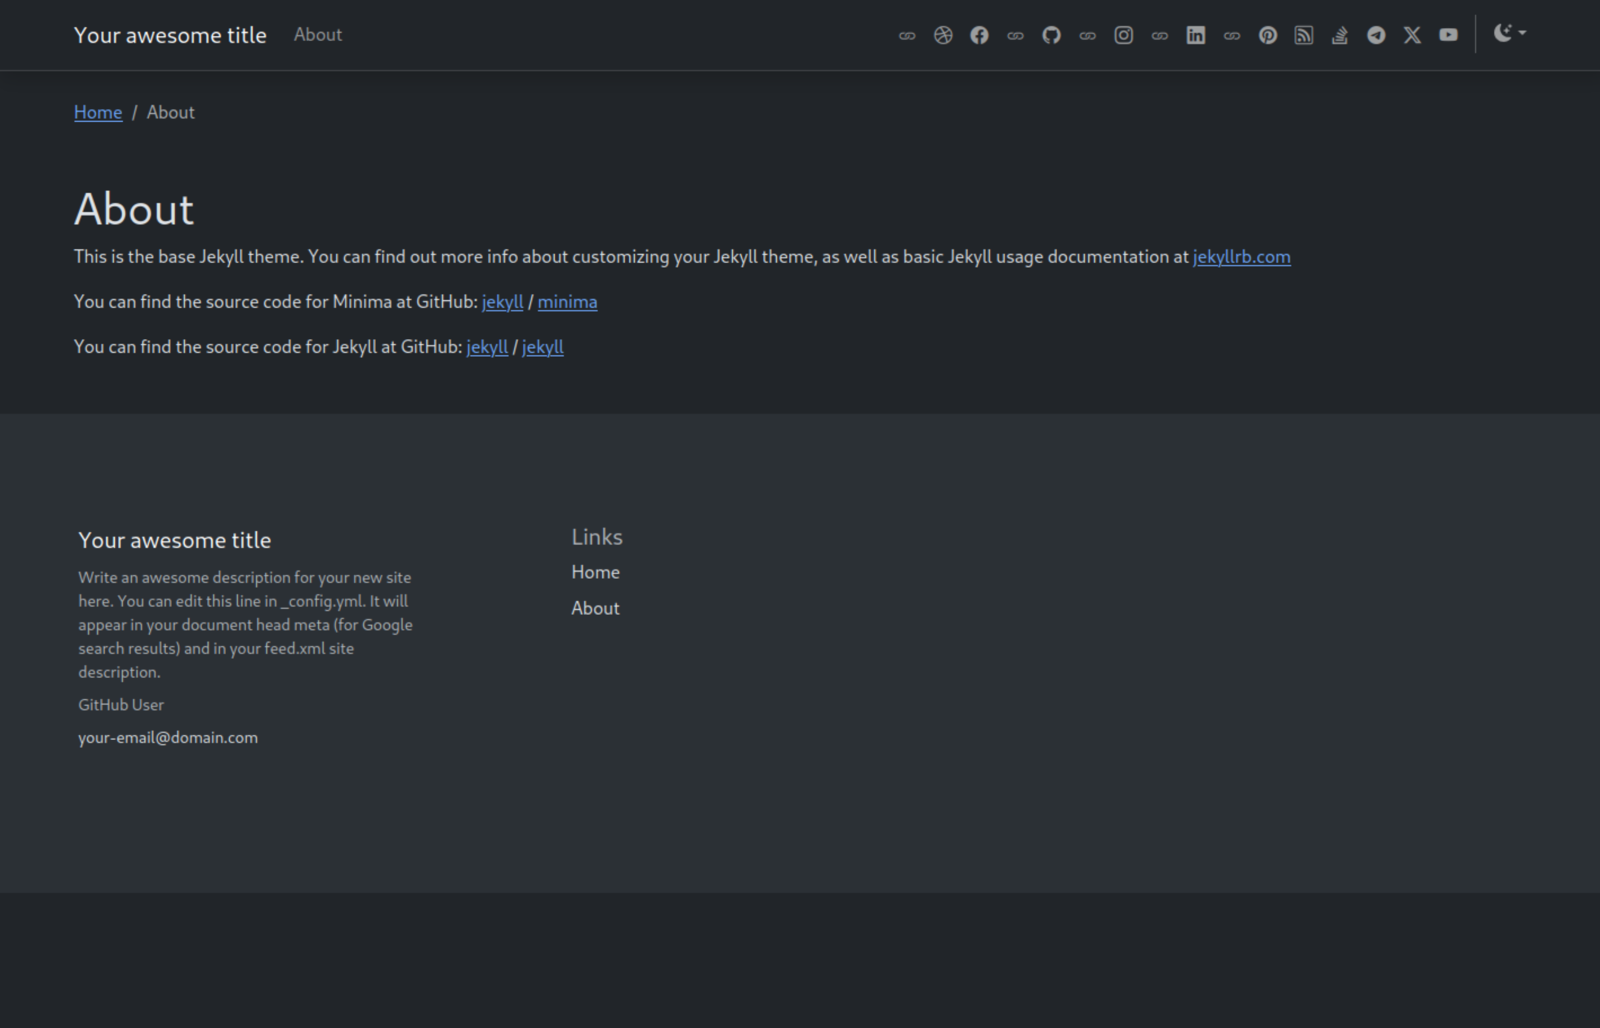 Your awesome title About
Home / About
About
This is the base Jekyll theme. You can find out more info about customizing your Jekyll theme, as well as basic Jekyll usage documentation at jekyllrb.com
You can find the source code for Minima at GitHub: jekyll / minima
You can find the source code for Jekyll at GitHub: jekyll / jekyll
Your awesome title
Write an awesome description for your new site
here. You can edit this line in _config.yml. It will
appear in your document head meta (for Google
search results) and in your feed.xml site
description.
GitHub User
your-email@domain.com
Links
Home
About